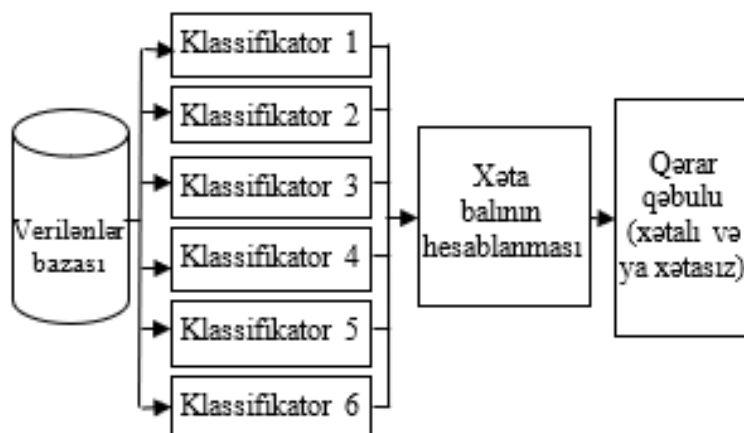 Verilənlər
bazası
Klassifikator 1
Klassifikator 2
Klassifikator 3
Klassifikator 4
Klassifikator 5
Klassifikator 6
Xəta
balının
hesablanması
Qərar
qəbulu
(xətalı və
ya xətasız)